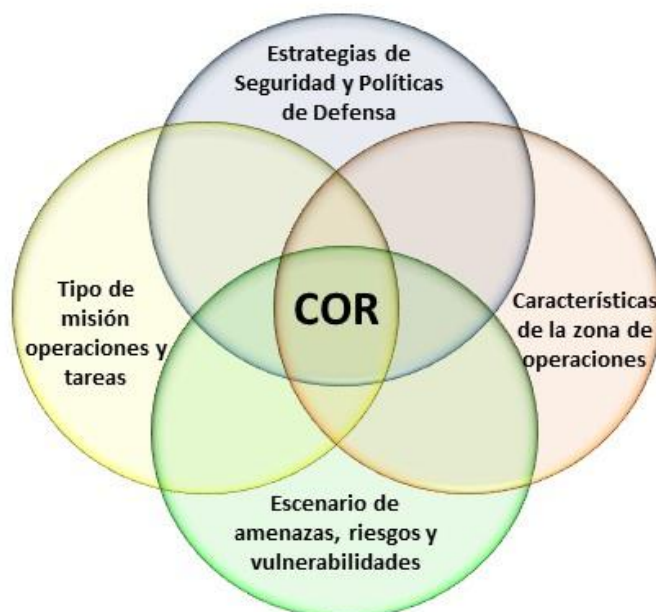 Estrategias de
Seguridad y Políticas
de Defensa
Tipo de
misión
operaciones y
tareas
COR
Características
de la zona de
operaciones
Escenario de
amenazas, riesgos y
vulnerabilidades